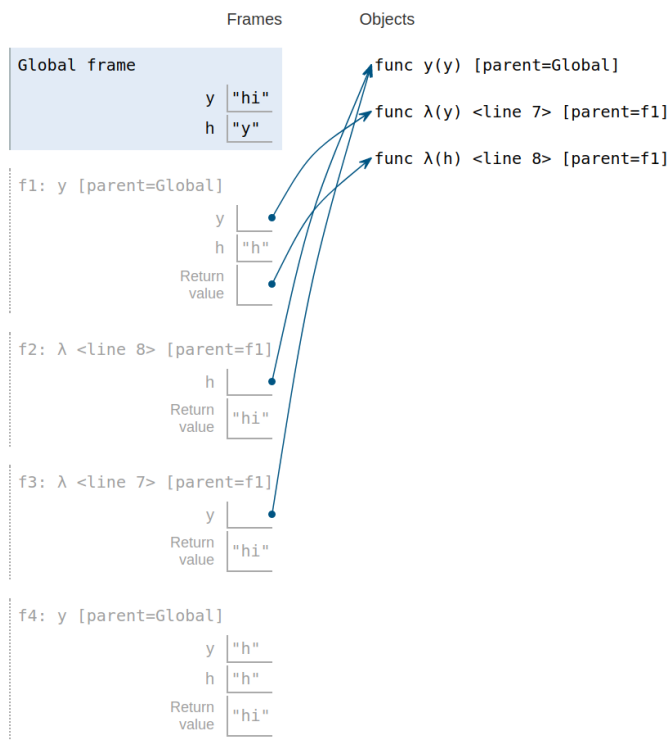 Frames Objects
Global frame
y "hi"
h "y"
func y(y) [parent=Global]
func λ(y) <line 7> [parent=f1]
func λ(h) <line 8> [parent=f1]
f1: y [parent=Global]
y
h "h"
Return
value
f2: λ <line 8> [parent=f1]
h
Return
value "hi"
f3: λ <line 7> [parent=f1]
y
Return
value "hi"
f4: y [parent=Global]
y "h"
h "h"
Return
value "hi"